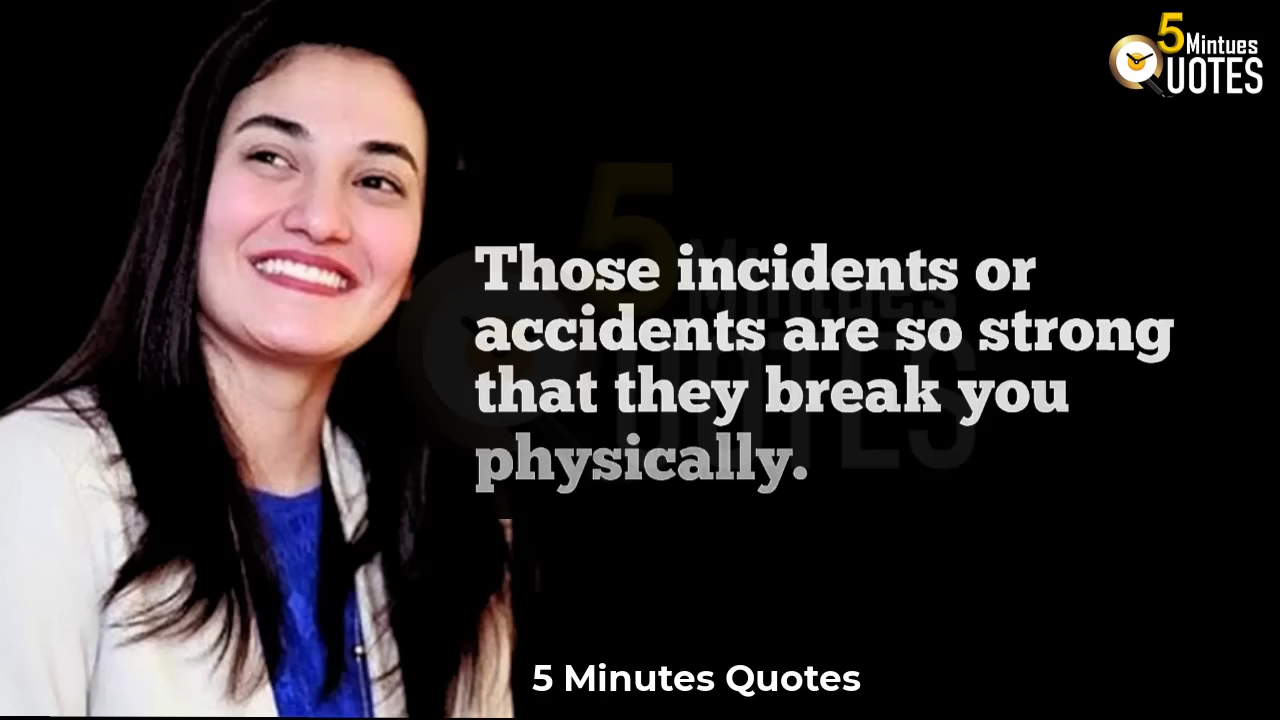 5 Mintues
QUOTES
Those incidents or
accidents are so strong
that they break you
physically.
5 Minutes Quotes